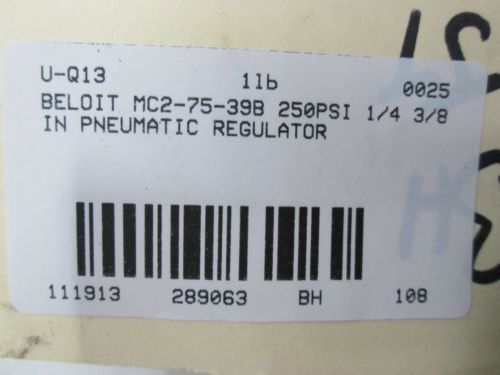 U-Q13 1lb 0025
BELOIT MC2-75-39B 250PSI 1/4 3/8
IN PNEUMATIC REGULATOR
111913 289063 BH 108